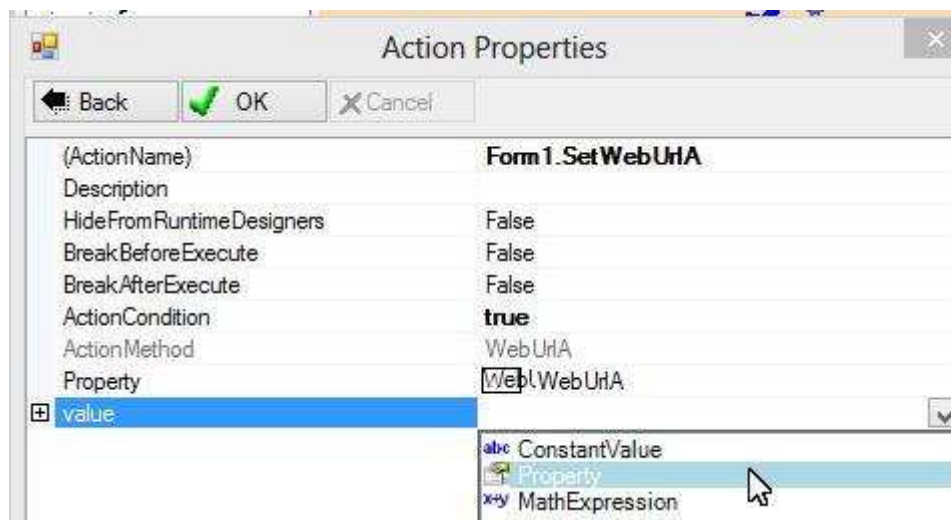 Action Properties
Back OK Cancel
(ActionName) Form1.SetWebUrlA
Description
HideFromRuntimeDesigners False
BreakBeforeExecute False
BreakAfterExecute False
ActionCondition true
ActionMethod WebUrlA
Property WebUrlA
value
abc ConstantValue
Property
x+y MathExpression